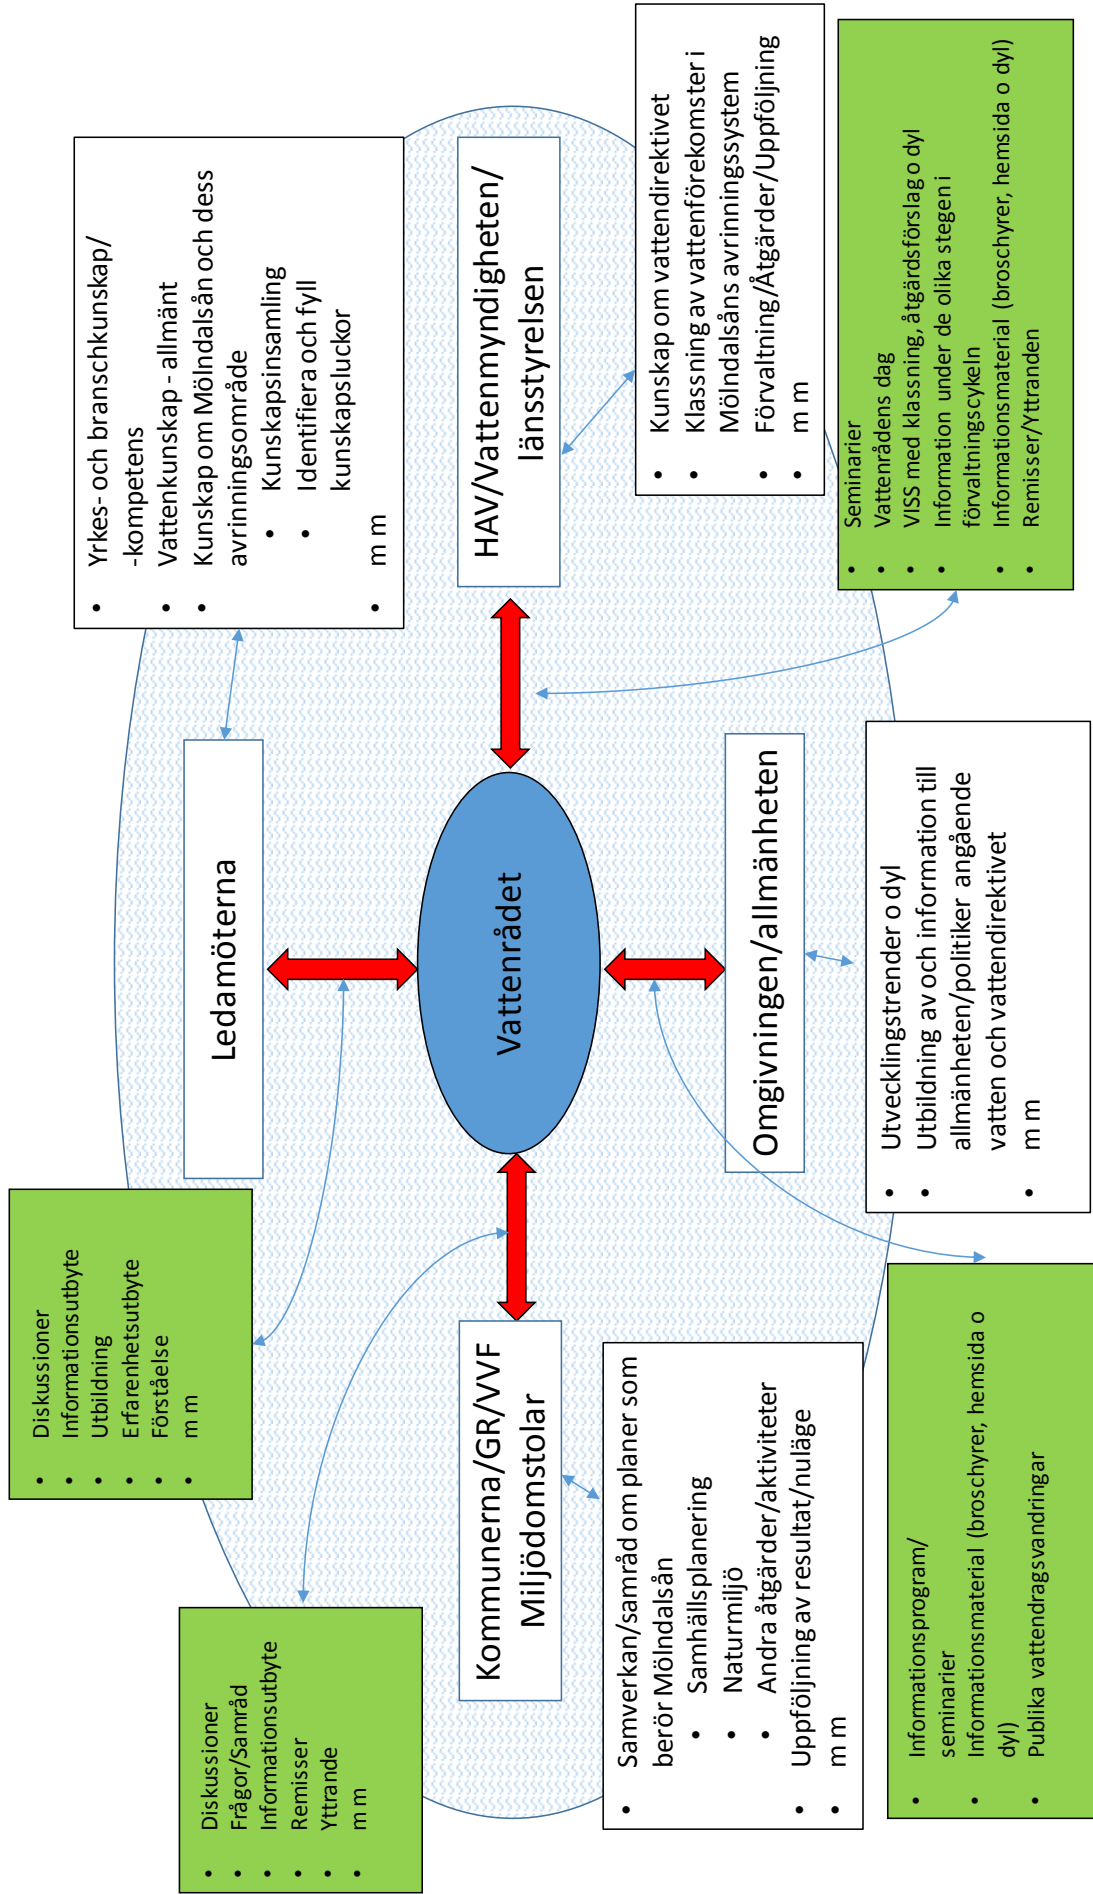 Diskussioner
Frågor/Samråd
Informationsutbyte
Remisser
Yttrande
m m
Diskussioner
Informationsutbyte
Utbildning
Erfarenhetsutbyte
Förståelse
m m
Ledamöterna
Yrkes- och branschkunskap/
-kompetens
Vattenkunskap - allmänt
Kunskap om Mölndalsån och dess
avrinningsområde
Kunskapsinsamling
Identifiera och fyll
kunskapsluckor
m m
Kommunerna/GR/VVF
Miljödomstolar
Vattenrådet
HAV/Vattenmyndigheten/
länsstyrelsen
Samverkan/samråd om planer som
berör Mölndalsån
Samhällsplanering
Naturmiljö
Andra åtgärder/aktiviteter
Uppföljning av resultat/nuläge
m m
Omgivningen/allmänheten
Kunskap om vattendirektivet
Klassning av vattenförekomster i
Mölndalsåns avrinningssystem
Förvaltning/Åtgärder/Uppföljning
m m
Informationsprogram/
seminarier
Informationsmaterial (broschyrer, hemsida o
dyl)
Publika vattendragsvandringar
Utvecklingstrender o dyl
Utbildning av och information till
allmänheten/politiker angående
vatten och vattendirektivet
m m
Seminarier
Vattenrådens dag
VISS med klassning, åtgärdsförslag o dyl
Information under de olika stegen i
förvaltningscykeln
Informationsmaterial (broschyrer, hemsida o dyl)
Remisser/Yttranden